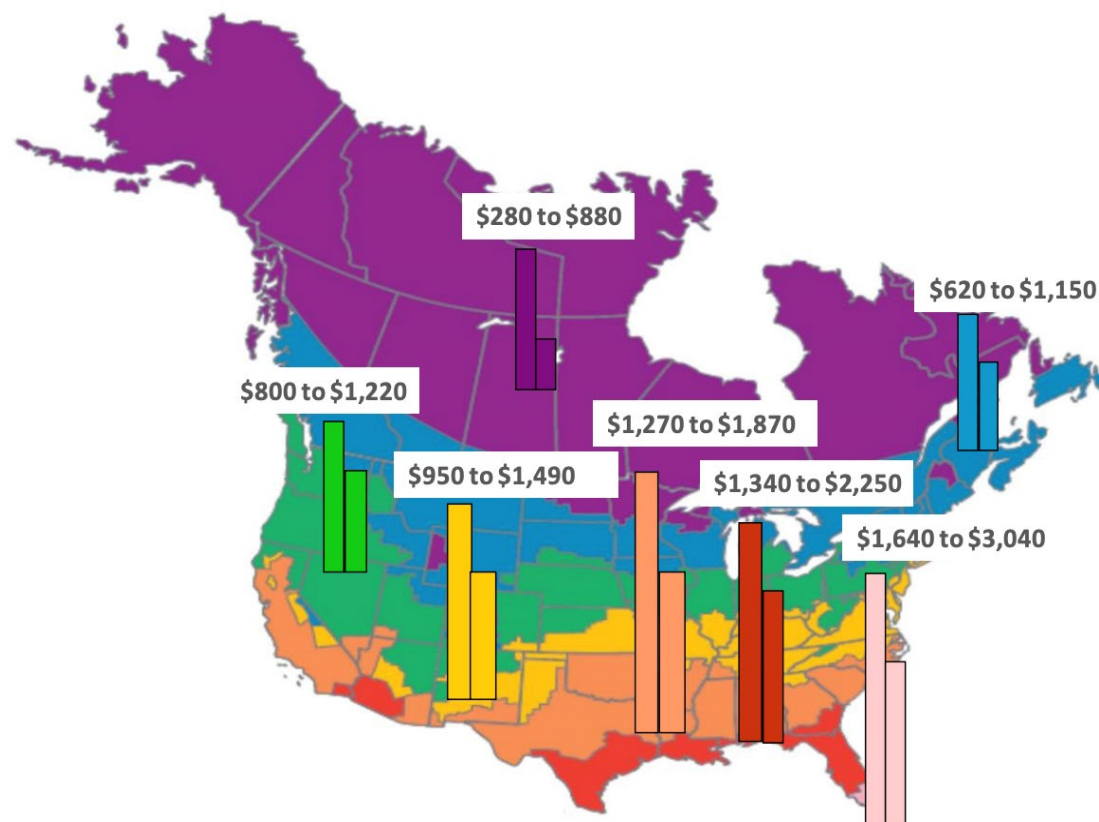 $280 to $880
$620 to $1,150
$800 to $1,220
$1,270 to $1,870
$950 to $1,490
$1,340 to $2,250
$1,640 to $3,040